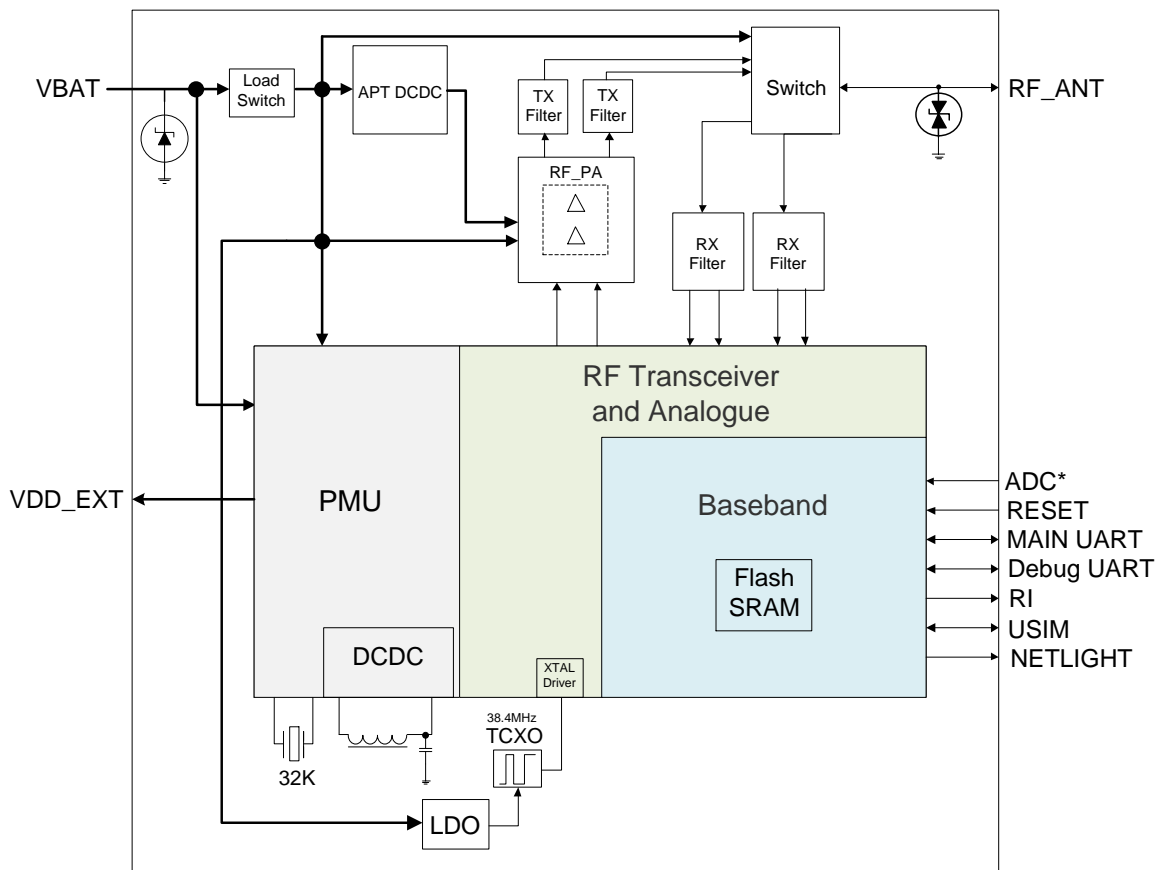 VBAT
Load
Switch
APT DCDC
TX
Filter
TX
Filter
Switch
RF_ANT
RF_PA
RX
Filter
RX
Filter
RF Transceiver
and Analogue
VDD_EXT
PMU
Baseband
Flash
SRAM
ADC*
RESET
MAIN UART
Debug UART
RI
USIM
NETLIGHT
DCDC
XTAL
Driver
38.4MHz
TCXO
32K
LDO